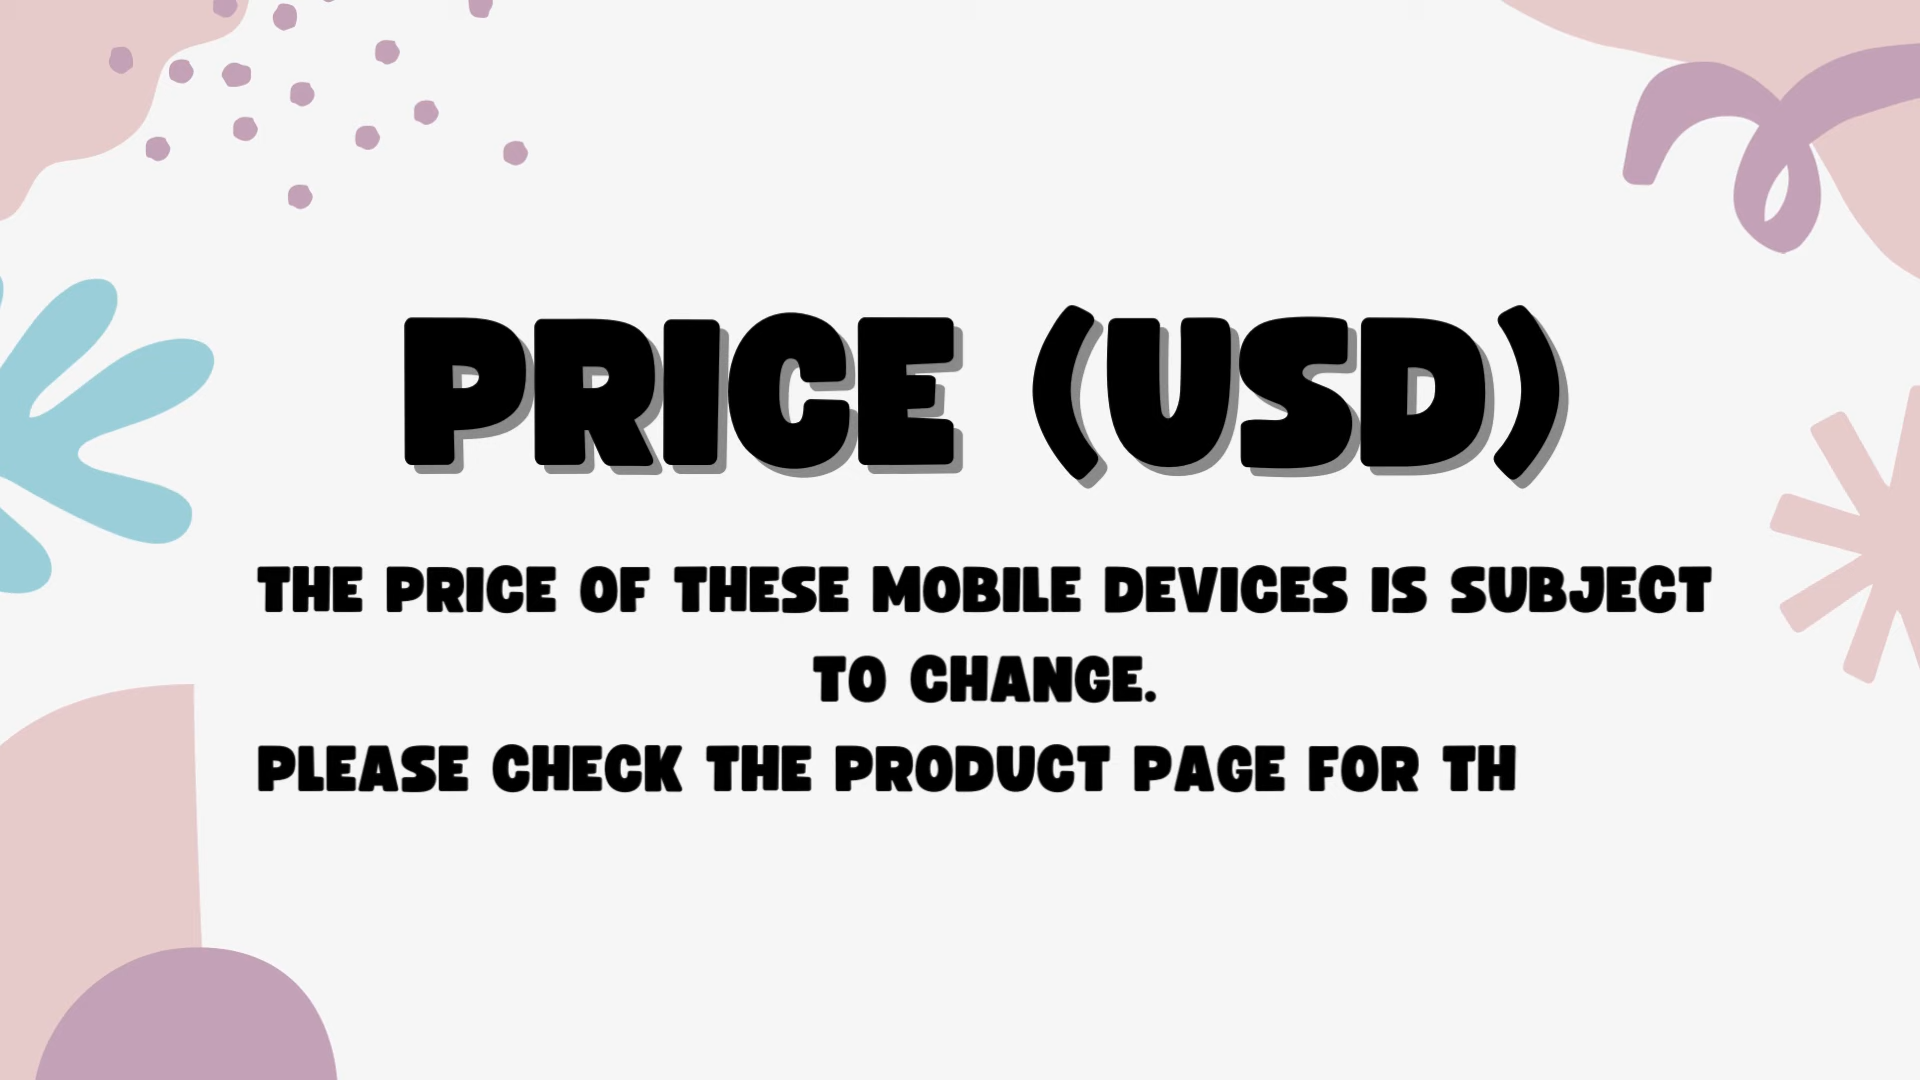 PRICE (USD)
THE PRICE OF THESE MOBILE DEVICES IS SUBJECT
TO CHANGE.
PLEASE CHECK THE PRODUCT PAGE FOR TH